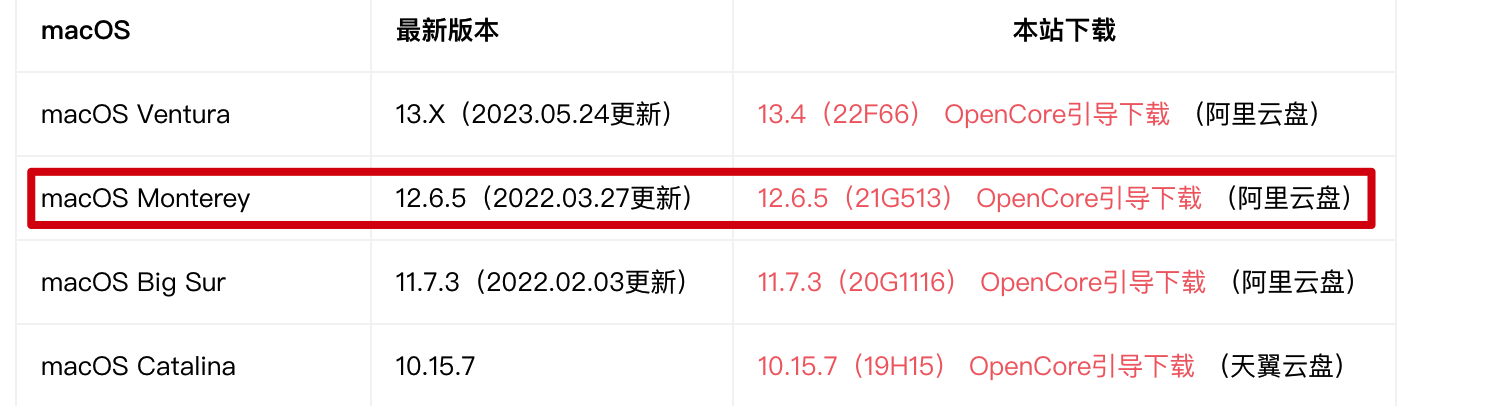 macOS 最新版本 本站下载
macOS Ventura 13.X（2023.05.24更新） 13.4（22F66） OpenCore引导下载 （阿里云盘）
macOS Monterey 12.6.5（2022.03.27更新） 12.6.5（21G513） OpenCore引导下载 （阿里云盘）
macOS Big Sur 11.7.3（2022.02.03更新） 11.7.3（20G1116） OpenCore引导下载 （阿里云盘）
macOS Catalina 10.15.7 10.15.7（19H15） OpenCore引导下载 （天翼云盘）